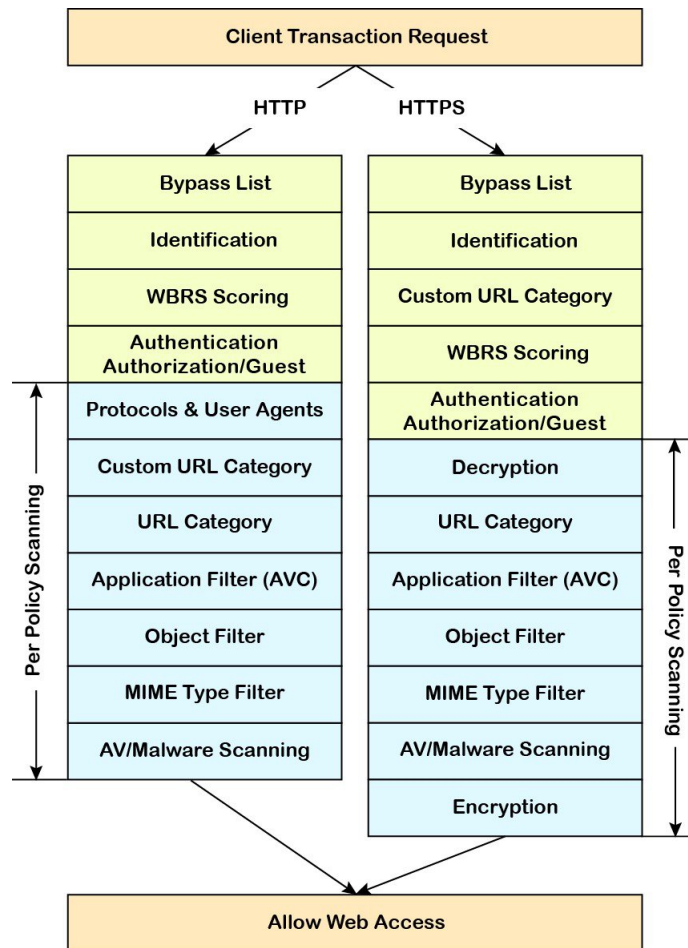 Client Transaction Request
HTTP
HTTPS
Bypass List
Identification
WBRS Scoring
Authentication
Authorization/Guest
Protocols & User Agents
Custom URL Category
URL Category
Application Filter (AVC)
Object Filter
MIME Type Filter
AV/Malware Scanning
Per Policy Scanning
Bypass List
Identification
Custom URL Category
WBRS Scoring
Authentication
Authorization/Guest
Decryption
URL Category
Application Filter (AVC)
Object Filter
MIME Type Filter
AV/Malware Scanning
Encryption
Per Policy Scanning
Allow Web Access